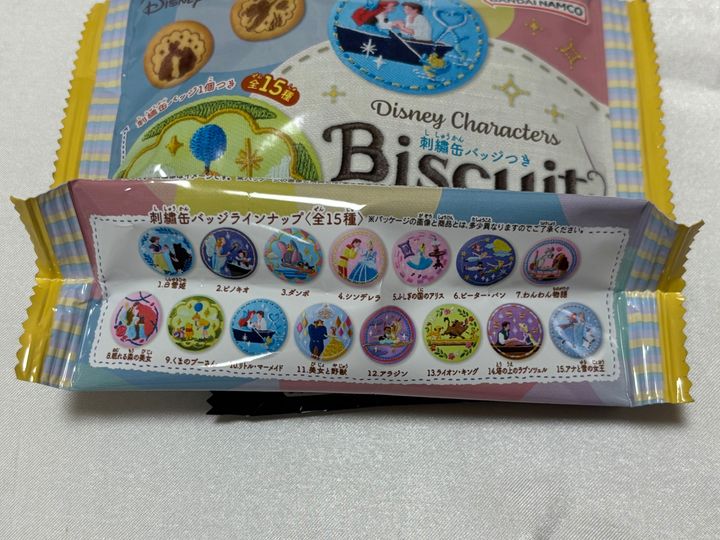 Disney
BANDAI NAMCO
刺繍缶バッジ1個つき
全15種
Disney Characters
刺繍缶バッジつき
Biscuit
刺繍缶バッジラインナップ〈全15種〉 ※パッケージの画像と商品とは、多少異なりますのでご了承ください。
1.白雪姫
2.ピノキオ
3.ダンボ
4.シンデレラ
5.ふしぎの国のアリス
6.ピーター・パン
7.わんわん物語
8.眠れる森の美女
9.くまのプーさん
10.リトル・マーメイド
11.美女と野獣
12.アラジン
13.ライオン・キング
14.塔の上のラプンツェル
15.アナと雪の女王